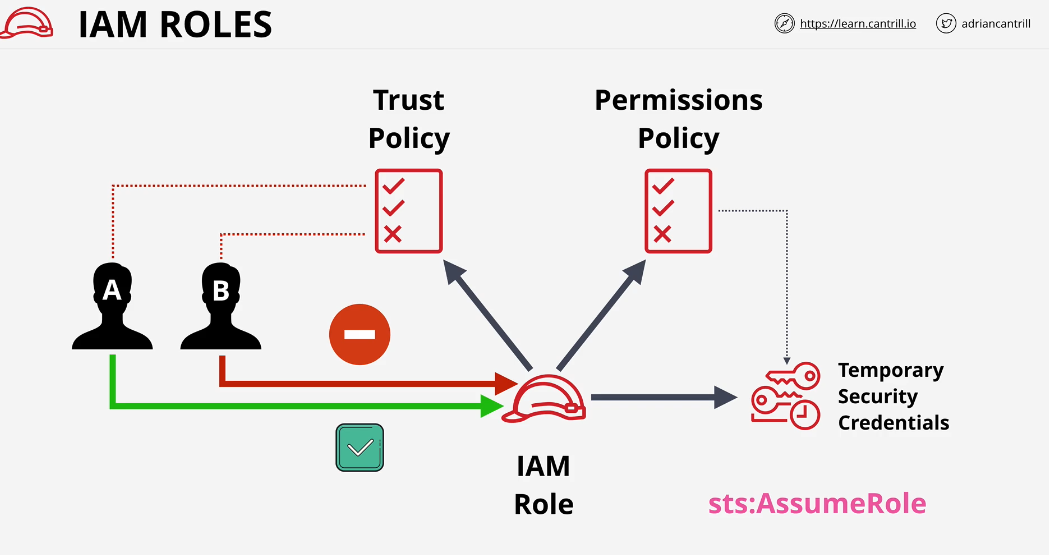 IAM ROLES
https://learn.cantrill.io
adriancantrill
Trust
Policy
Permissions
Policy
A
B
Temporary
Security
Credentials
IAM
Role
sts:AssumeRole